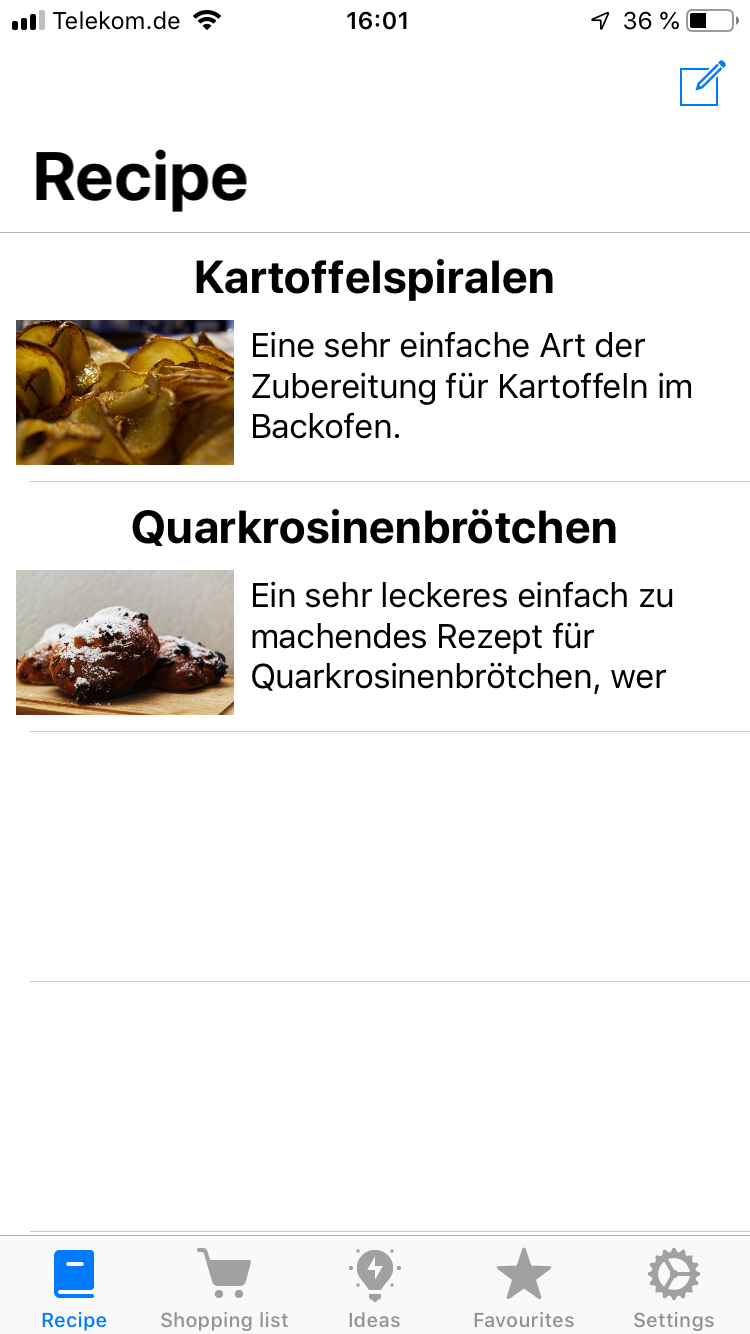 Telekom.de 16:01 36 %
Recipe
Kartoffelspiralen
Eine sehr einfache Art der
Zubereitung für Kartoffeln im
Backofen.
Quarkrosinenbrötchen
Ein sehr leckeres einfach zu
machendes Rezept für
Quarkrosinenbrötchen, wer
Recipe Shopping list Ideas Favourites Settings